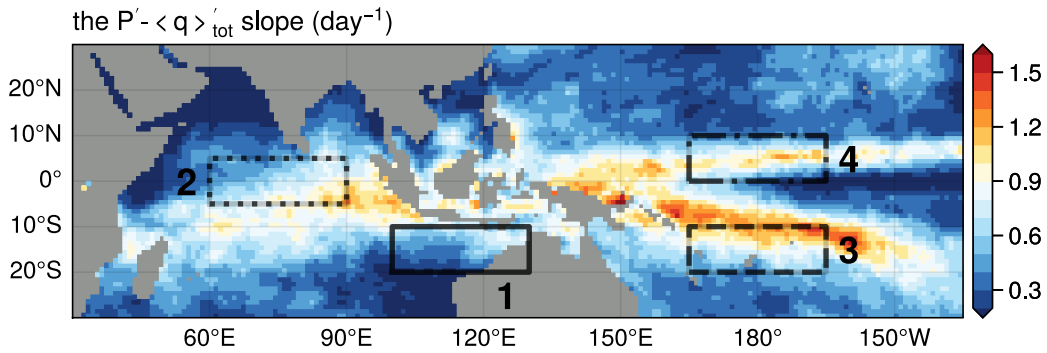 the P′ - < q >′tot slope (day⁻¹)
20°N
10°N
0°
10°S
20°S
60°E
90°E
120°E
150°E
180°
150°W
2
4
3
1
1.5
1.2
0.9
0.6
0.3